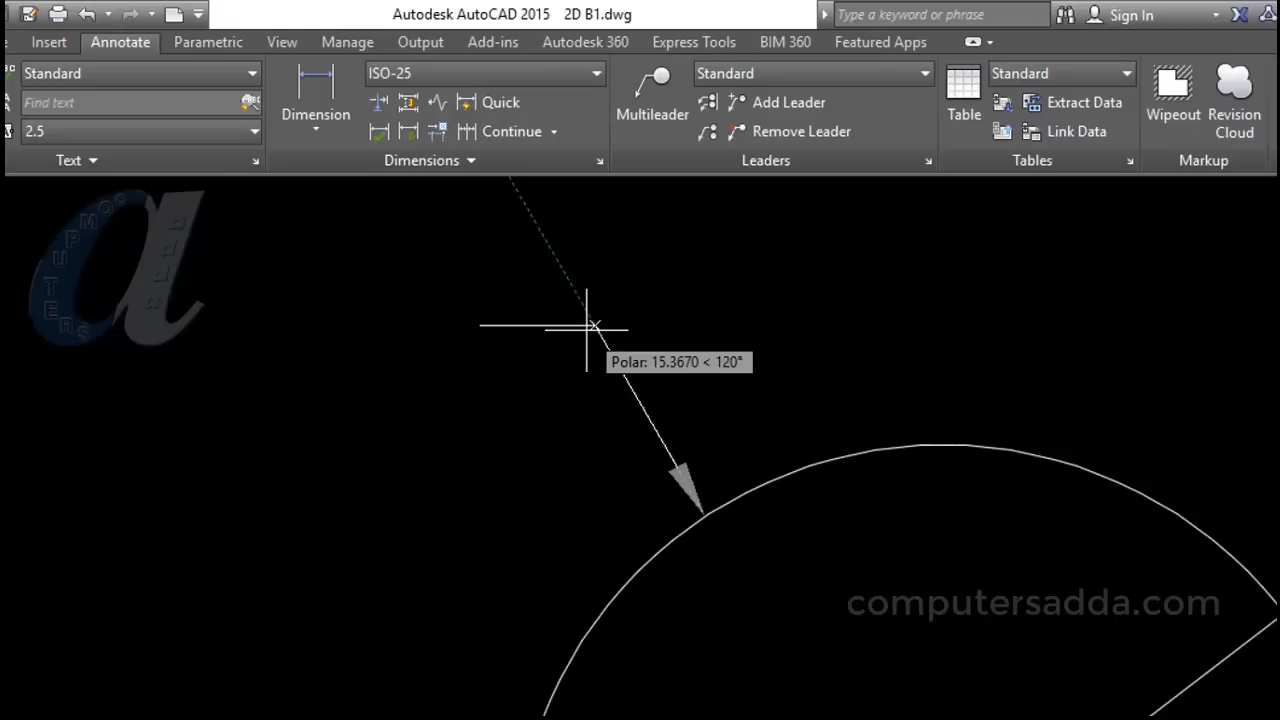 Autodesk AutoCAD 2015 2D B1.dwg
Type a keyword or phrase
Sign In
Insert Annotate Parametric View Manage Output Add-ins Autodesk 360 Express Tools BIM 360 Featured Apps
Standard
Find text
2.5
Text
Dimension
ISO-25
Quick
Continue
Dimensions
Multileader
Standard
Add Leader
Remove Leader
Leaders
Table
Standard
Extract Data
Link Data
Tables
Wipeout
Revision
Cloud
Markup
COMPUTERS
ADDA
Polar: 15.3670 < 120°
computersadda.com